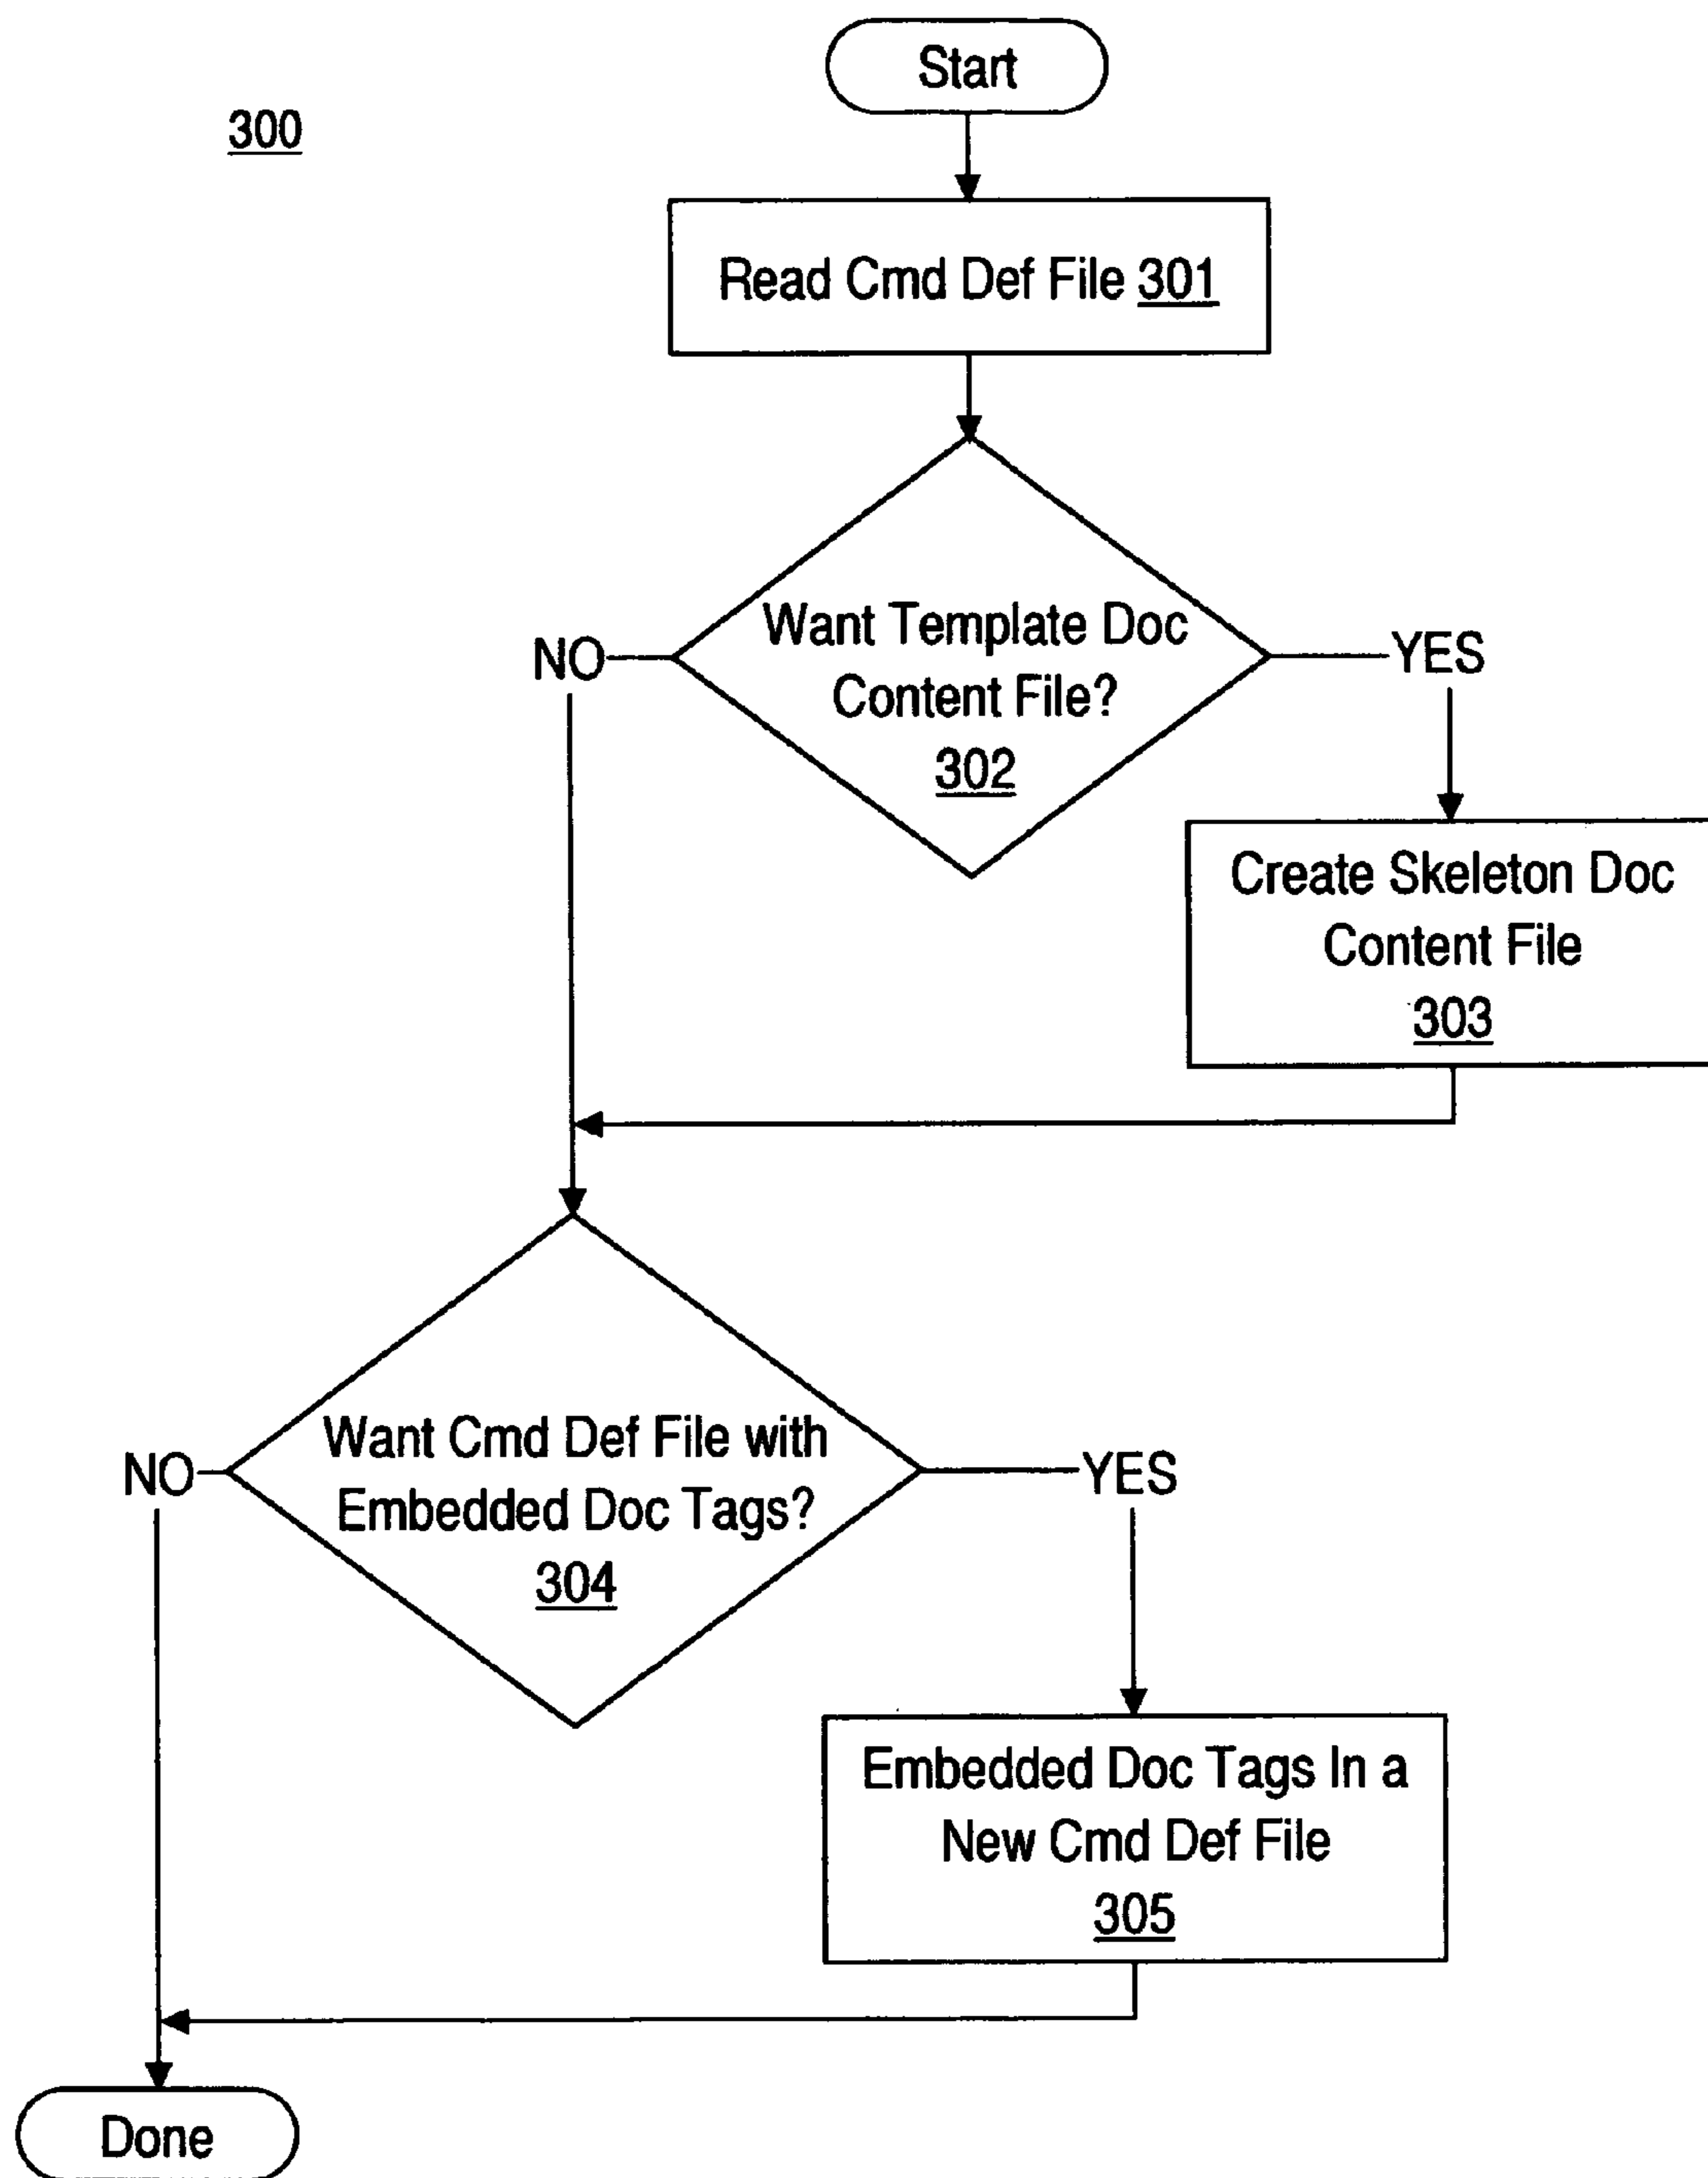 Start
300
Read Cmd Def File 301
Want Template Doc
Content File?
302
NO
YES
Create Skeleton Doc
Content File
303
Want Cmd Def File with
Embedded Doc Tags?
304
NO
YES
Embedded Doc Tags In a
New Cmd Def File
305
Done